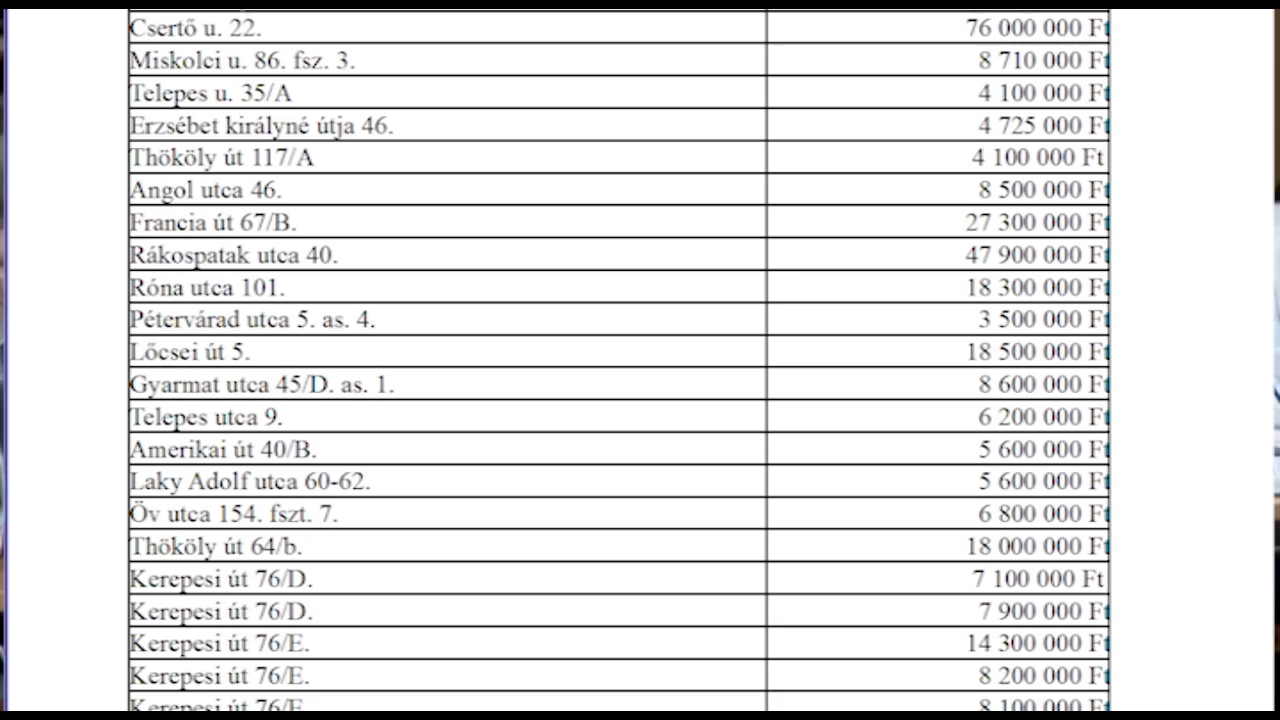 Csertő u. 22. 76 000 000 Ft
Miskolci u. 86. fsz. 3. 8 710 000 Ft
Telepes u. 35/A 4 100 000 Ft
Erzsébet királyné útja 46. 4 725 000 Ft
Thököly út 117/A 4 100 000 Ft
Angol utca 46. 8 500 000 Ft
Francia út 67/B. 27 300 000 Ft
Rákospatak utca 40. 47 900 000 Ft
Róna utca 101. 18 300 000 Ft
Pétervárad utca 5. as. 4. 3 500 000 Ft
Lőcsei út 5. 18 500 000 Ft
Gyarmat utca 45/D. as. 1. 8 600 000 Ft
Telepes utca 9. 6 200 000 Ft
Amerikai út 40/B. 5 600 000 Ft
Laky Adolf utca 60-62. 5 600 000 Ft
Öv utca 154. fszt. 7. 6 800 000 Ft
Thököly út 64/b. 18 000 000 Ft
Kerepesi út 76/D. 7 100 000 Ft
Kerepesi út 76/D. 7 900 000 Ft
Kerepesi út 76/E. 14 300 000 Ft
Kerepesi út 76/E. 8 200 000 Ft
Kerepesi út 76/E. 8 100 000 Ft